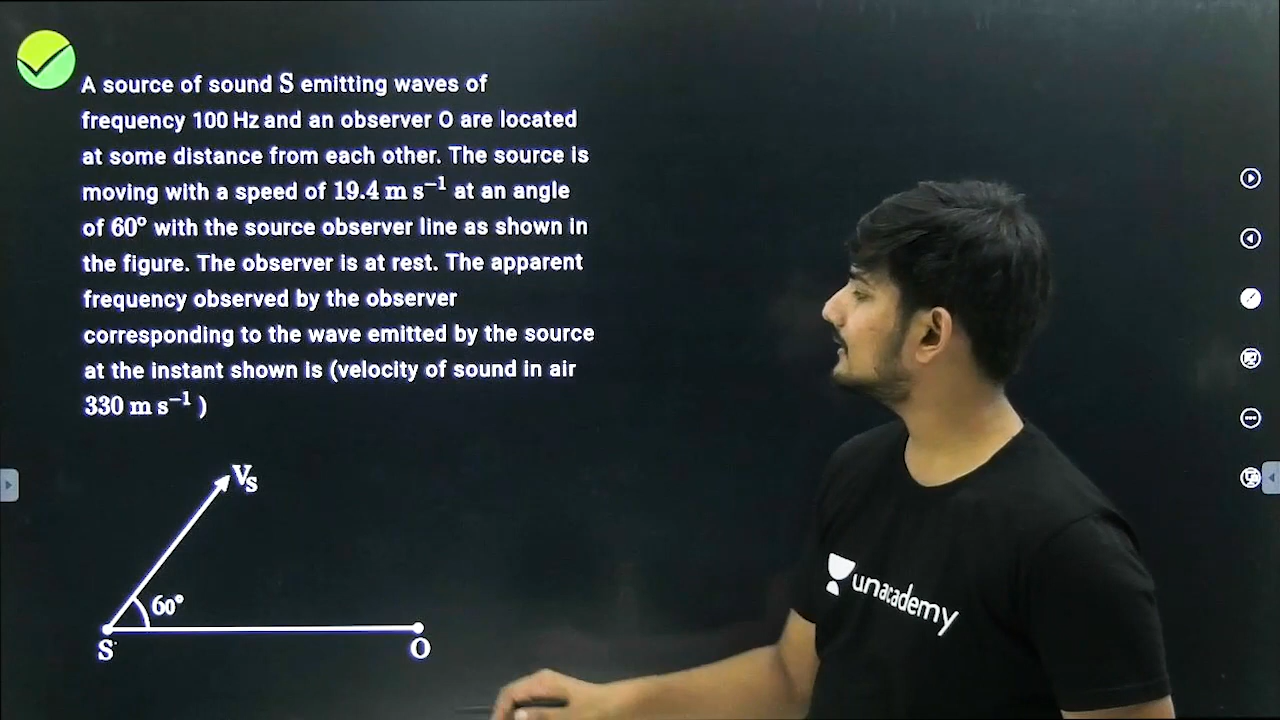 A source of sound S emitting waves of
frequency 100 Hz and an observer O are located
at some distance from each other. The source is
moving with a speed of 19.4 m s⁻¹ at an angle
of 60° with the source observer line as shown in
the figure. The observer is at rest. The apparent
frequency observed by the observer
corresponding to the wave emitted by the source
at the instant shown is (velocity of sound in air
330 m s⁻¹ )
V_S
60°
S
O
unacademy